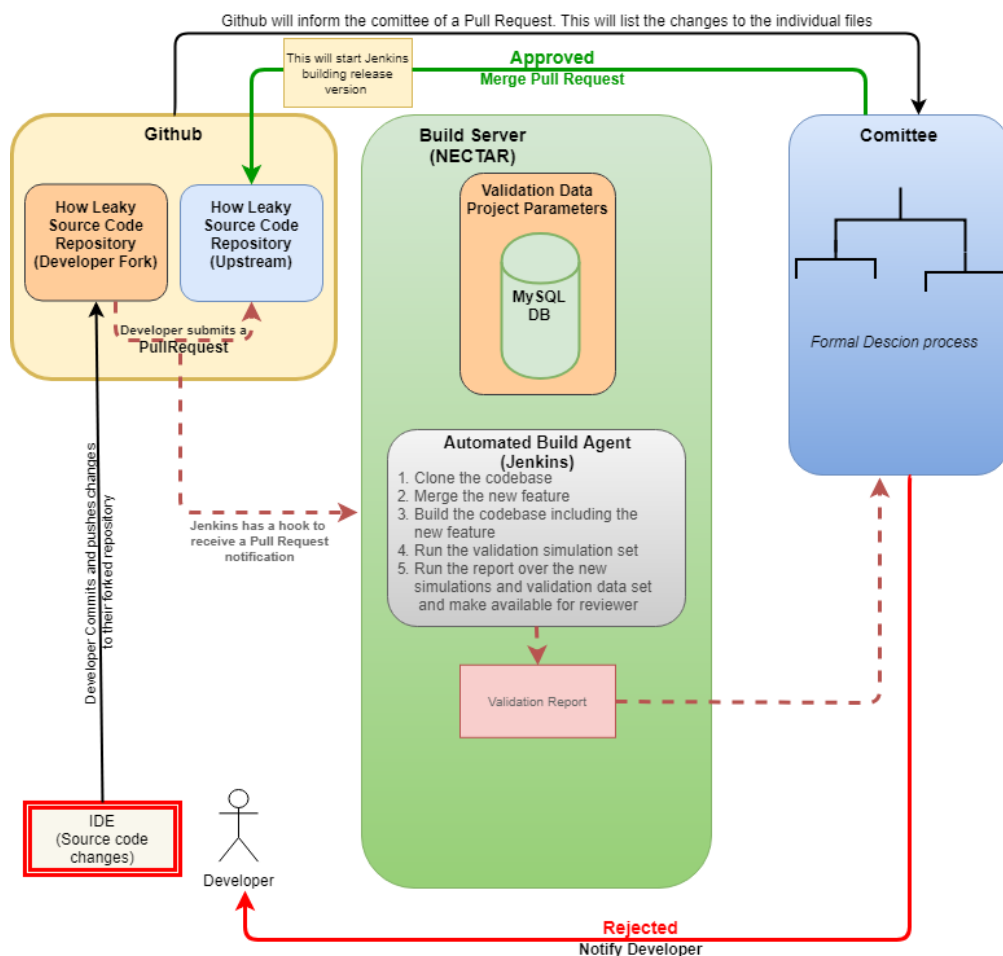 Github will inform the comittee of a Pull Request. This will list the changes to the individual files
This will start Jenkins
building release
version
Approved
Merge Pull Request
Github
How Leaky
Source Code
Repository
(Developer Fork)
How Leaky
Source Code
Repository
(Upstream)
Developer submits a
PullRequest
Build Server
(NECTAR)
Validation Data
Project Parameters
MySQL
DB
Comittee
Formal Descion process
Automated Build Agent
(Jenkins)
1. Clone the codebase
2. Merge the new feature
3. Build the codebase including the
new feature
4. Run the validation simulation set
5. Run the report over the new
simulations and validation data set
and make available for reviewer
Jenkins has a hook to
receive a Pull Request
notification
Developer Commits and pushes changes
to their forked repository
Validation Report
IDE
(Source code
changes)
Developer
Rejected
Notify Developer